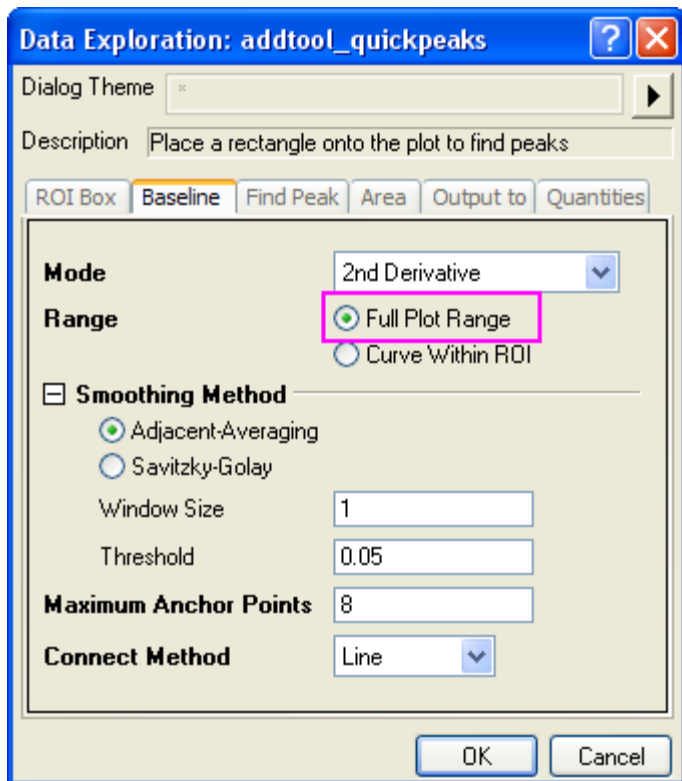 Data Exploration: addtool_quickpeaks
Dialog Theme *
Description Place a rectangle onto the plot to find peaks
ROI Box Baseline Find Peak Area Output to Quantities
Mode 2nd Derivative
Range Full Plot Range
Curve Within ROI
Smoothing Method
Adjacent-Averaging
Savitzky-Golay
Window Size 1
Threshold 0.05
Maximum Anchor Points 8
Connect Method Line
OK Cancel